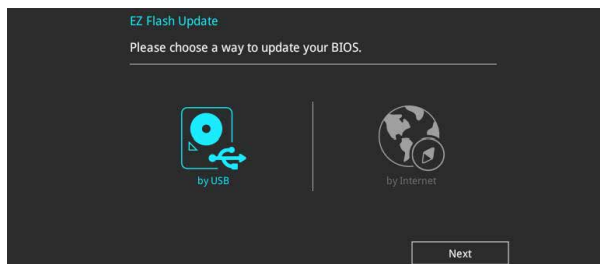 EZ Flash Update
Please choose a way to update your BIOS.
by USB
by Internet
Next